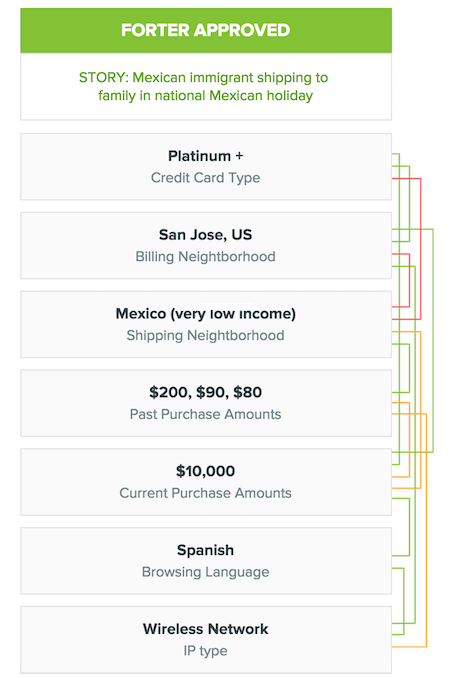 FORTER APPROVED
STORY: Mexican immigrant shipping to
family in national Mexican holiday
Platinum +
Credit Card Type
San Jose, US
Billing Neightborhood
Mexico (very low income)
Shipping Neightborhood
$200, $90, $80
Past Purchase Amounts
$10,000
Current Purchase Amounts
Spanish
Browsing Language
Wireless Network
IP type